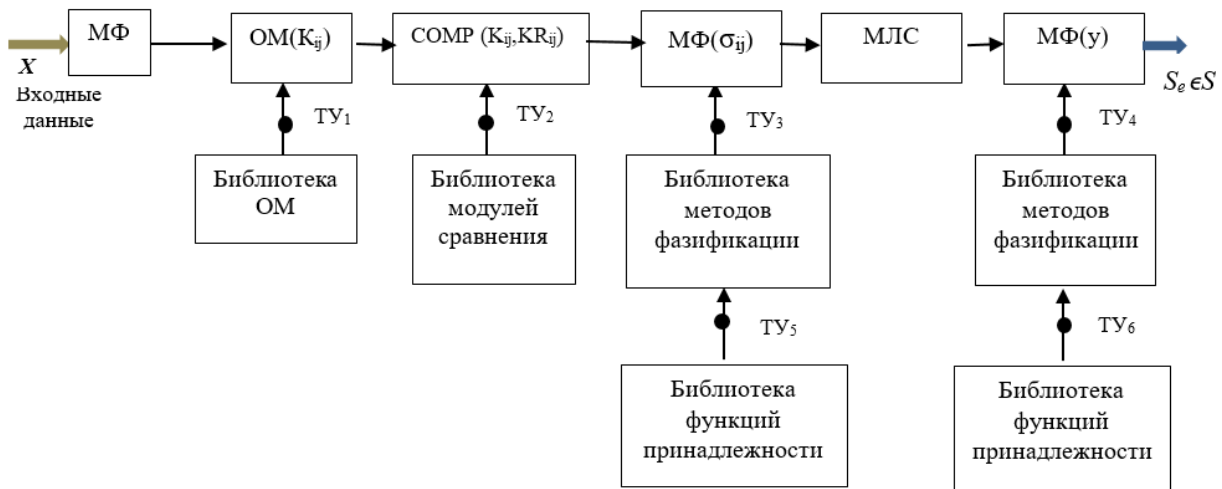 МФ
ОМ(Kij)
COMP (Kij,KRij)
МФ(σij)
МЛС
МФ(y)
X
Входные
данные
Se ϵS
ТУ1
ТУ2
ТУ3
ТУ4
Библиотека
ОМ
Библиотека
модулей
сравнения
Библиотека
методов
фазификации
Библиотека
методов
фазификации
ТУ5
ТУ6
Библиотека
функций
принадлежности
Библиотека
функций
принадлежности